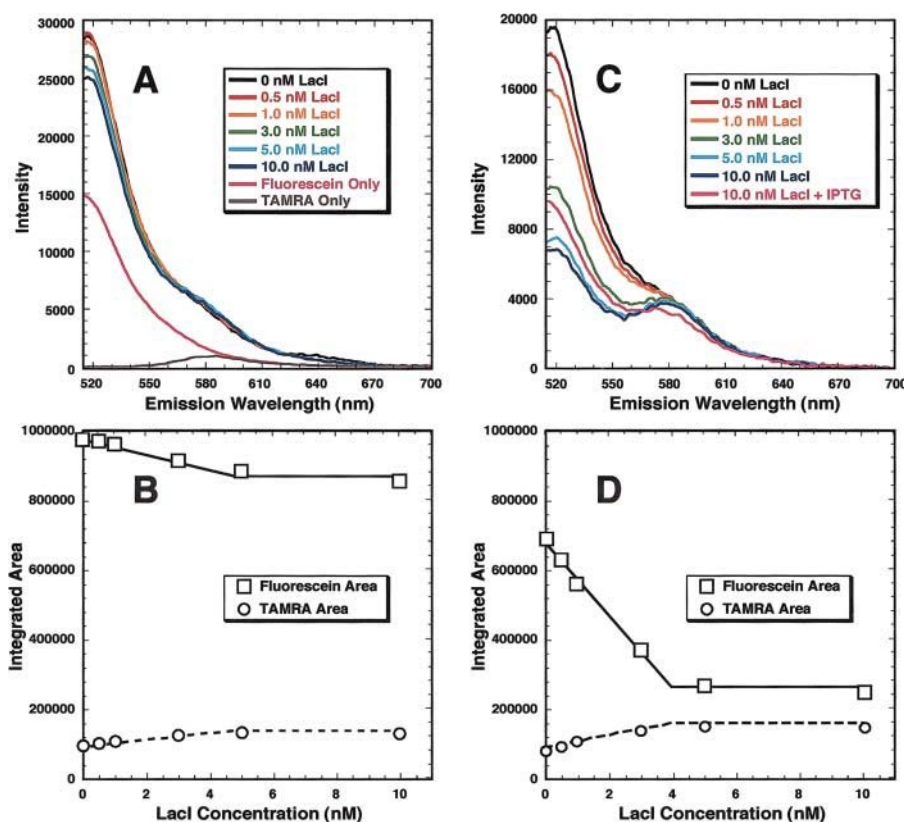 A
30000
25000
20000
15000
10000
5000
0
Intensity
0 nM LacI
0.5 nM LacI
1.0 nM LacI
3.0 nM LacI
5.0 nM LacI
10.0 nM LacI
Fluorescein Only
TAMRA Only
520 550 580 610 640 670 700
Emission Wavelength (nm)
C
20000
16000
12000
8000
4000
0
Intensity
0 nM LacI
0.5 nM LacI
1.0 nM LacI
3.0 nM LacI
5.0 nM LacI
10.0 nM LacI
10.0 nM LacI + IPTG
520 550 580 610 640 670 700
Emission Wavelength (nm)
B
1000000
800000
600000
400000
200000
0
Integrated Area
Fluorescein Area
TAMRA Area
0 2 4 6 8 10
LacI Concentration (nM)
D
1000000
800000
600000
400000
200000
0
Integrated Area
Fluorescein Area
TAMRA Area
0 2 4 6 8 10
LacI Concentration (nM)